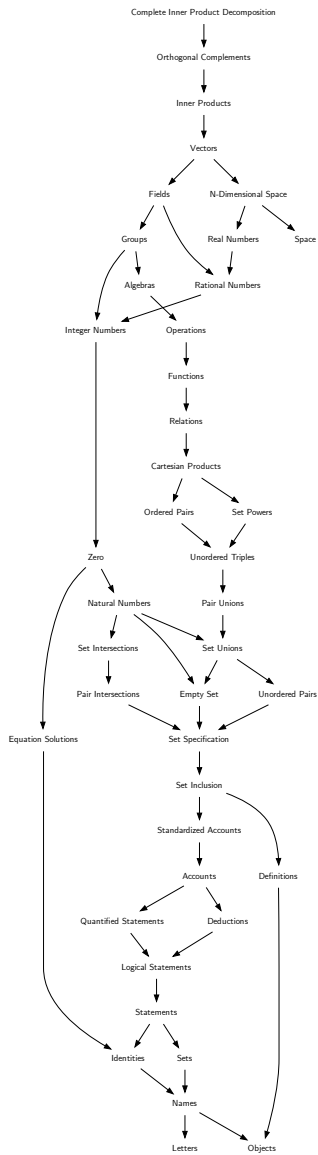 Complete Inner Product Decomposition
Orthogonal Complements
Inner Products
Vectors
Fields
N-Dimensional Space
Groups
Real Numbers
Space
Algebras
Rational Numbers
Integer Numbers
Operations
Functions
Relations
Cartesian Products
Ordered Pairs
Set Powers
Zero
Unordered Triples
Natural Numbers
Pair Unions
Set Intersections
Set Unions
Pair Intersections
Empty Set
Unordered Pairs
Equation Solutions
Set Specification
Set Inclusion
Standardized Accounts
Accounts
Definitions
Quantified Statements
Deductions
Logical Statements
Statements
Identities
Sets
Names
Letters
Objects